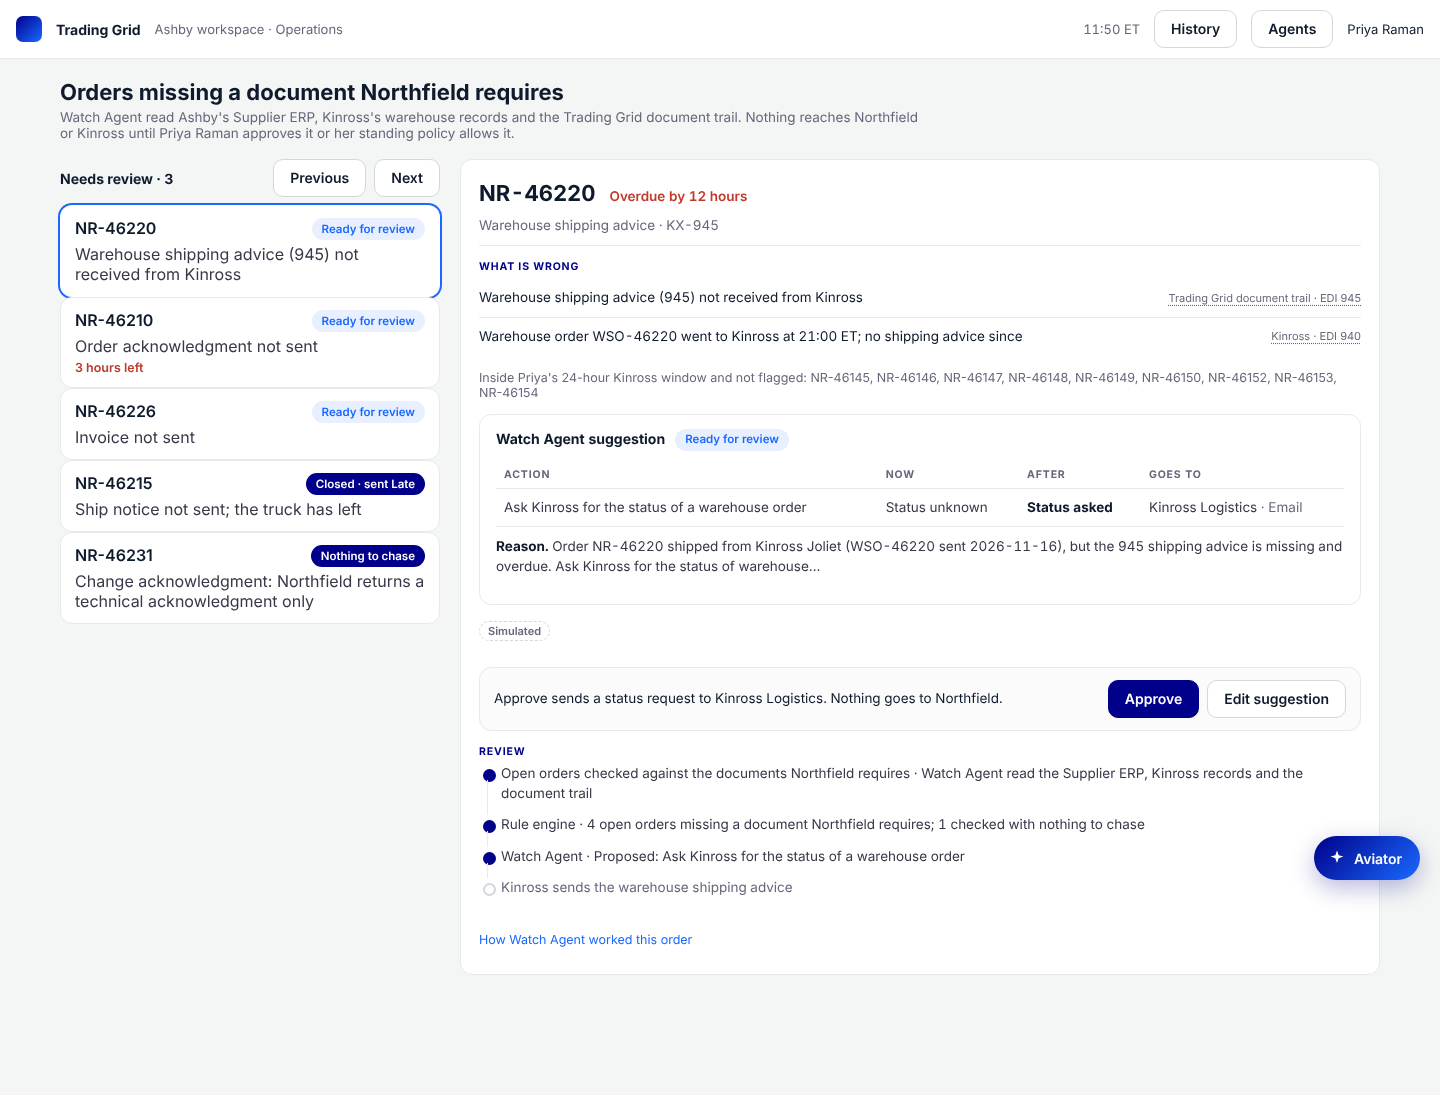 Trading Grid
Ashby workspace · Operations
11:50 ET
History
Agents
Priya Raman
Orders missing a document Northfield requires
Watch Agent read Ashby's Supplier ERP, Kinross's warehouse records and the Trading Grid document trail. Nothing reaches Northfield
or Kinross until Priya Raman approves it or her standing policy allows it.
Needs review · 3
Previous
Next
NR-46220
Ready for review
Warehouse shipping advice (945) not
received from Kinross
NR-46210
Ready for review
Order acknowledgment not sent
3 hours left
NR-46226
Ready for review
Invoice not sent
NR-46215
Closed · sent Late
Ship notice not sent; the truck has left
NR-46231
Nothing to chase
Change acknowledgment: Northfield returns a
technical acknowledgment only
NR-46220
Overdue by 12 hours
Warehouse shipping advice · KX-945
WHAT IS WRONG
Warehouse shipping advice (945) not received from Kinross
Trading Grid document trail · EDI 945
Warehouse order WSO-46220 went to Kinross at 21:00 ET; no shipping advice since
Kinross · EDI 940
Inside Priya's 24-hour Kinross window and not flagged: NR-46145, NR-46146, NR-46147, NR-46148, NR-46149, NR-46150, NR-46152, NR-46153,
NR-46154
Watch Agent suggestion
Ready for review
ACTION
NOW
AFTER
GOES TO
Ask Kinross for the status of a warehouse order
Status unknown
Status asked
Kinross Logistics · Email
Reason. Order NR-46220 shipped from Kinross Joliet (WSO-46220 sent 2026-11-16), but the 945 shipping advice is missing and
overdue. Ask Kinross for the status of warehouse...
Simulated
Approve sends a status request to Kinross Logistics. Nothing goes to Northfield.
Approve
Edit suggestion
REVIEW
Open orders checked against the documents Northfield requires · Watch Agent read the Supplier ERP, Kinross records and the
document trail
Rule engine · 4 open orders missing a document Northfield requires; 1 checked with nothing to chase
Watch Agent · Proposed: Ask Kinross for the status of a warehouse order
Kinross sends the warehouse shipping advice
Aviator
How Watch Agent worked this order